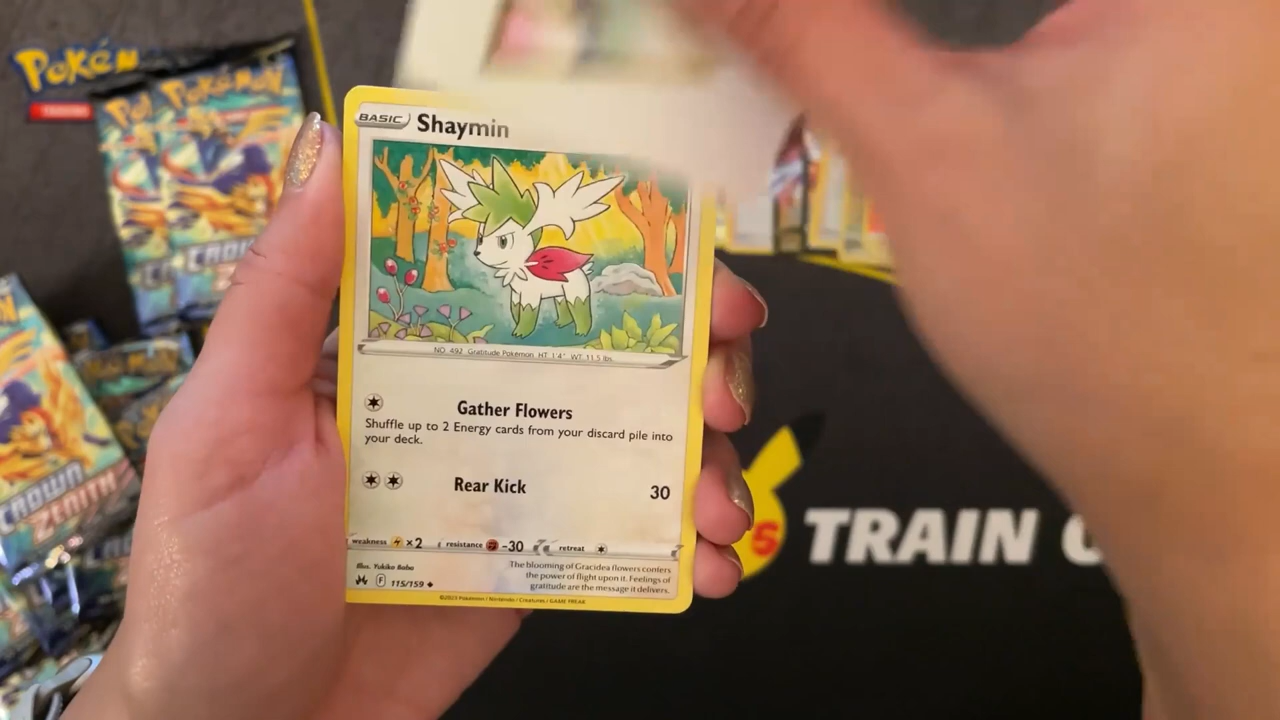 Pokém
Pokémon
CROWN
ZENITH
BASIC Shaymin
NO. 492 Gratitude Pokémon HT: 1'4" WT: 11.5 lbs.
Gather Flowers
Shuffle up to 2 Energy cards from your discard pile into
your deck.
Rear Kick 30
weakness ×2 resistance -30 retreat
Illus. Yukiko Baba
F 115/159
The blooming of Gracidea flowers confers
the power of flight upon it. Feelings of
gratitude are the message it delivers.
©2023 Pokémon / Nintendo / Creatures / GAME FREAK
TRAIN